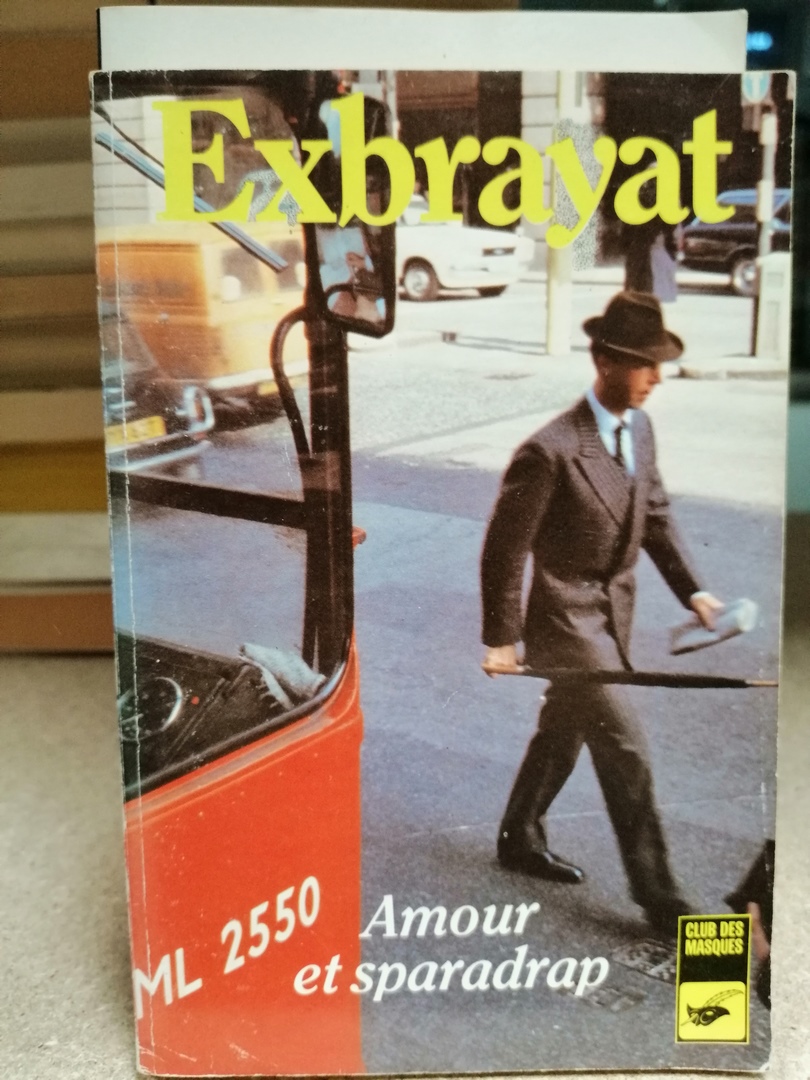 Exbrayat
ML 2550
Amour
et sparadrap
CLUB DES
MASQUES